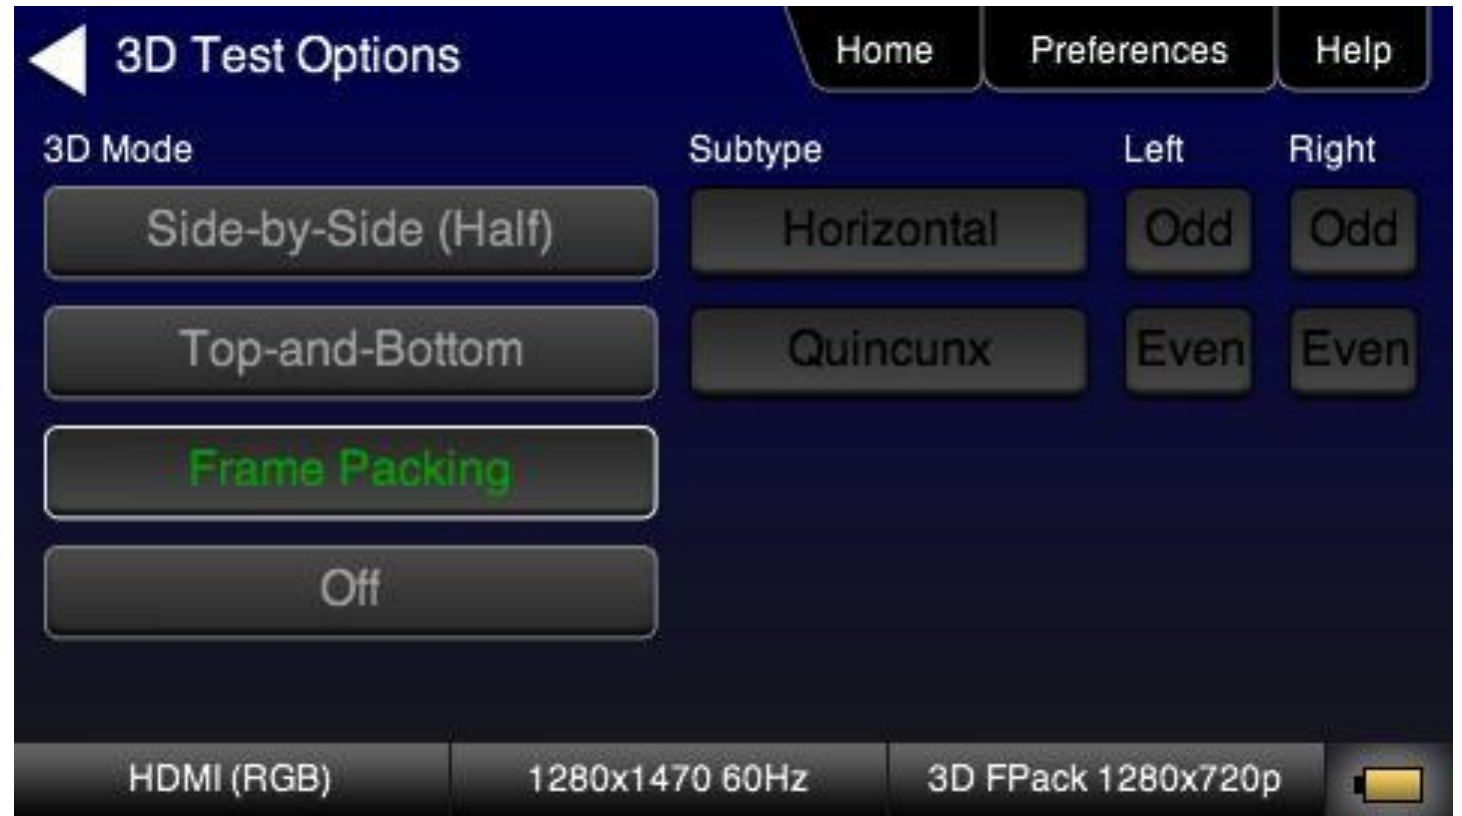 3D Test Options
Home Preferences Help
3D Mode Subtype Left Right
Side-by-Side (Half) Horizontal Odd Odd
Top-and-Bottom Quincunx Even Even
Frame Packing
Off
HDMI (RGB) 1280x1470 60Hz 3D FPack 1280x720p